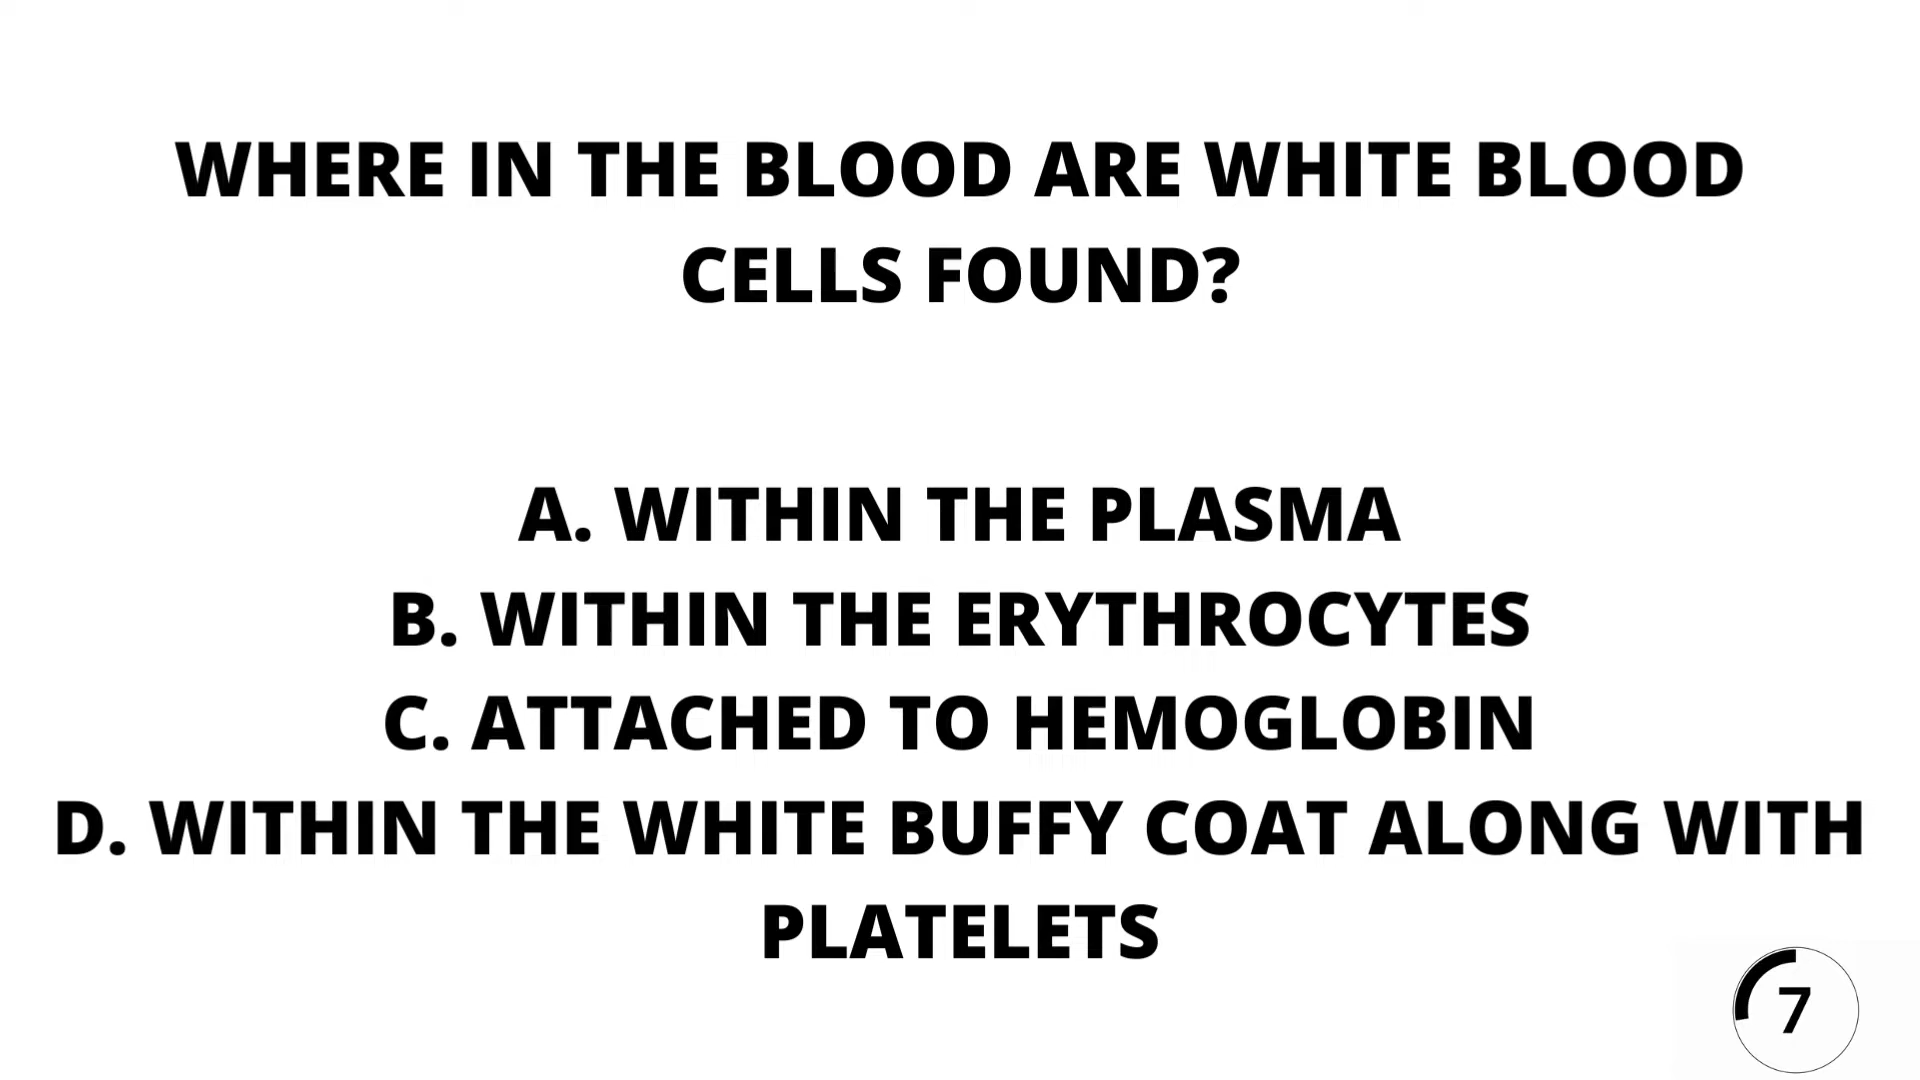 WHERE IN THE BLOOD ARE WHITE BLOOD
CELLS FOUND?
A. WITHIN THE PLASMA
B. WITHIN THE ERYTHROCYTES
C. ATTACHED TO HEMOGLOBIN
D. WITHIN THE WHITE BUFFY COAT ALONG WITH
PLATELETS
7